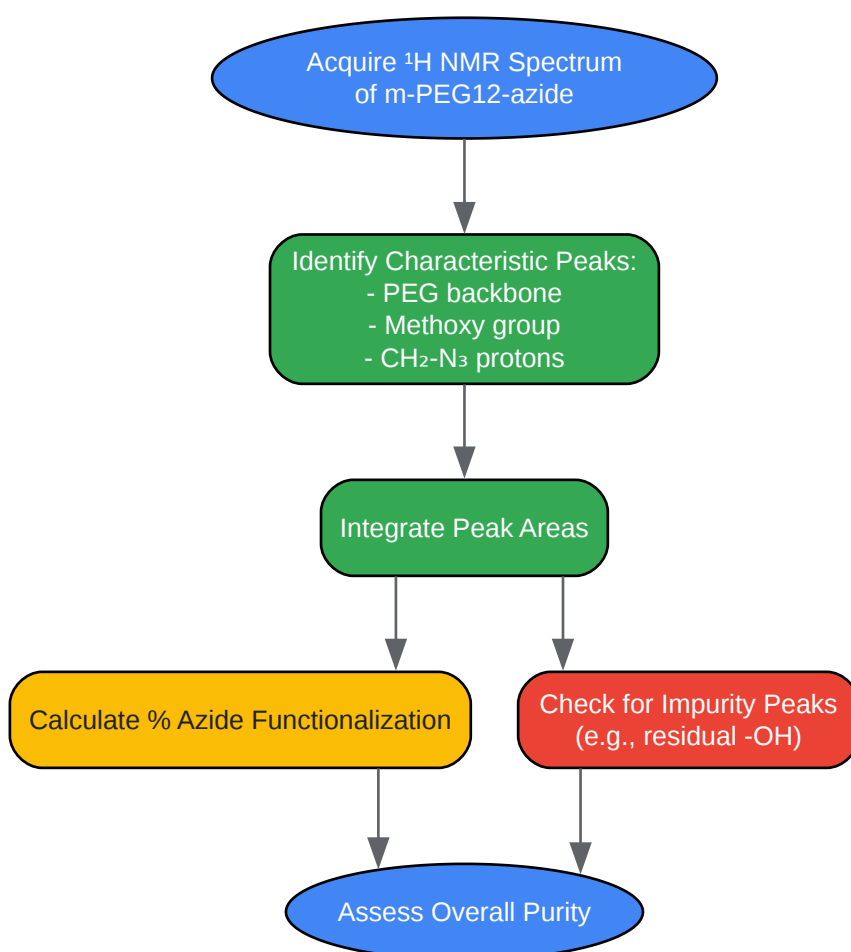 Acquire ¹H NMR Spectrum
of m-PEG12-azide
Identify Characteristic Peaks:
- PEG backbone
- Methoxy group
- CH₂-N₃ protons
Integrate Peak Areas
Calculate % Azide Functionalization
Check for Impurity Peaks
(e.g., residual -OH)
Assess Overall Purity